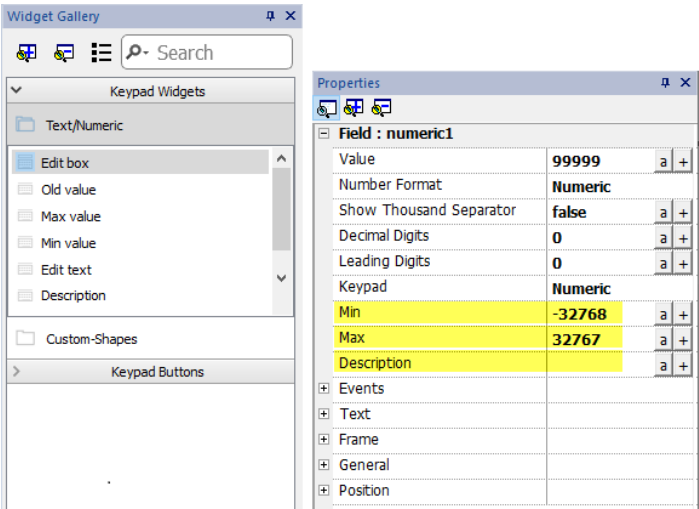 Widget Gallery
Search
Keypad Widgets
Text/Numeric
Edit box
Old value
Max value
Min value
Edit text
Description
Custom-Shapes
Keypad Buttons
Properties
Field : numeric1
Value 99999 a +
Number Format Numeric
Show Thousand Separator false a +
Decimal Digits 0 a +
Leading Digits 0 a +
Keypad Numeric
Min -32768 a +
Max 32767 a +
Description a +
Events
Text
Frame
General
Position